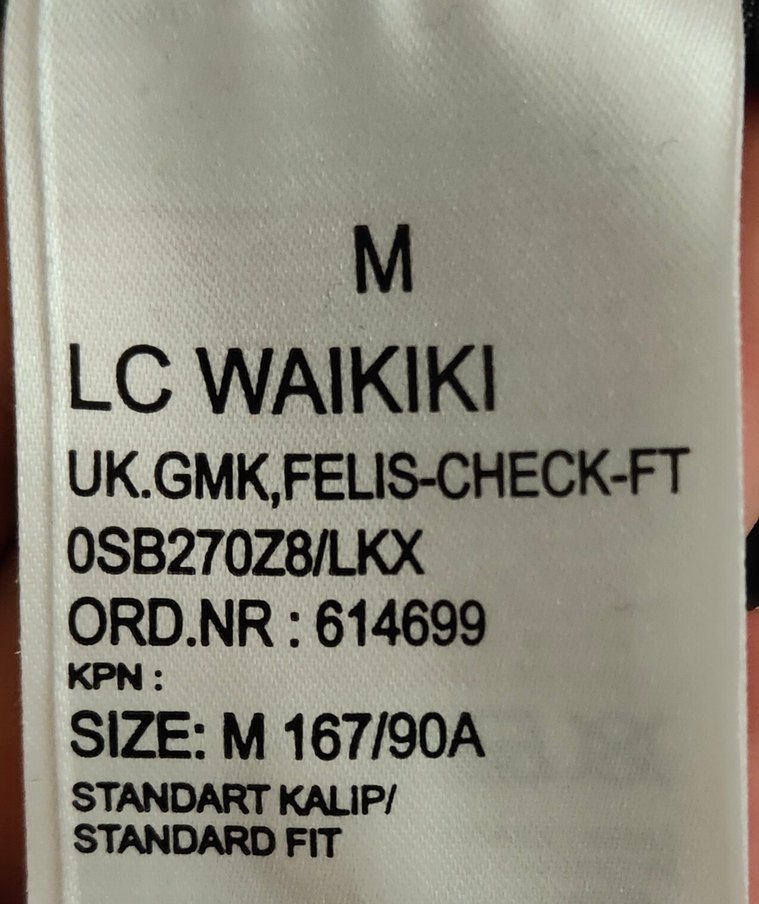 M
LC WAIKIKI
UK.GMK,FELIS-CHECK-FT
0SB270Z8/LKX
ORD.NR : 614699
KPN :
SIZE: M 167/90A
STANDART KALIP/
STANDARD FIT